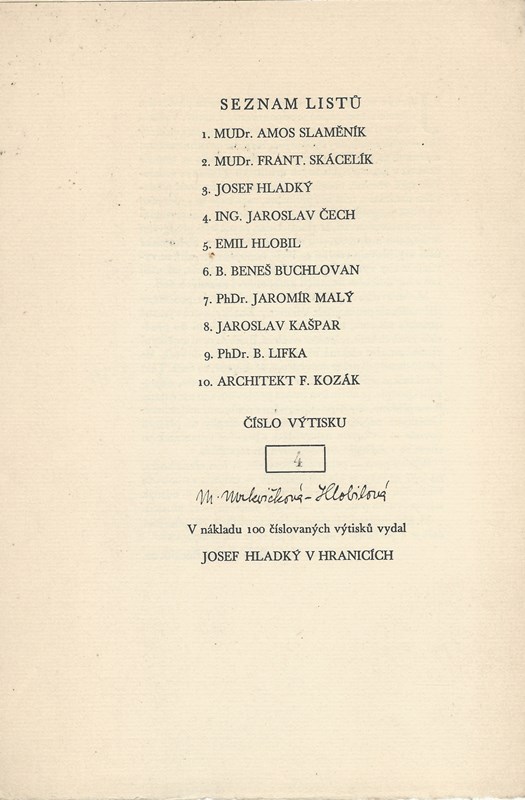 SEZNAM LISTŮ
1. MUDr. AMOS SLAMĚNÍK
2. MUDr. FRANT. SKÁCELÍK
3. JOSEF HLADKÝ
4. ING. JAROSLAV ČECH
5. EMIL HLOBIL
6. B. BENEŠ BUCHLOVAN
7. PhDr. JAROMÍR MALÝ
8. JAROSLAV KAŠPAR
9. PhDr. B. LIFKA
10. ARCHITEKT F. KOZÁK
ČÍSLO VÝTISKU
4
M. Mrkvičková-Hlobilová
V nákladu 100 číslovaných výtisků vydal
JOSEF HLADKÝ V HRANICÍCH